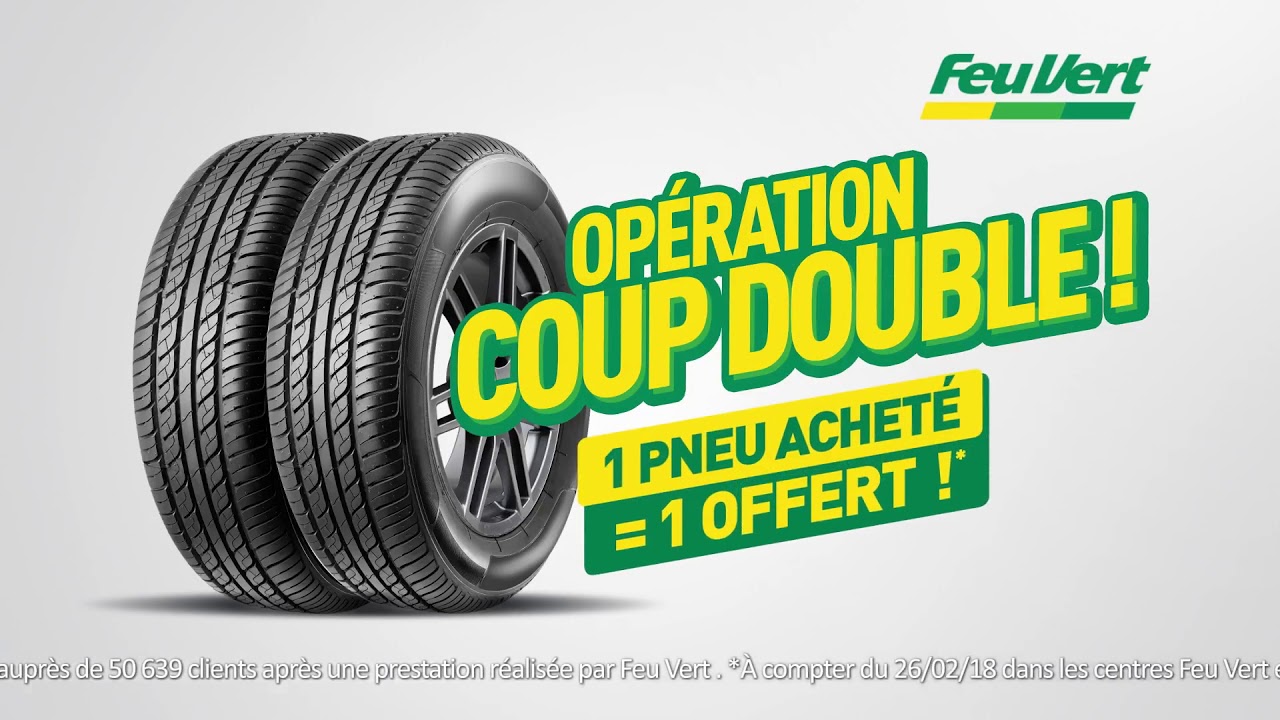 Feu Vert
OPÉRATION
COUP DOUBLE !
1 PNEU ACHETÉ
= 1 OFFERT !*
auprès de 50 639 clients après une prestation réalisée par Feu Vert . *À compter du 26/02/18 dans les centres Feu Vert